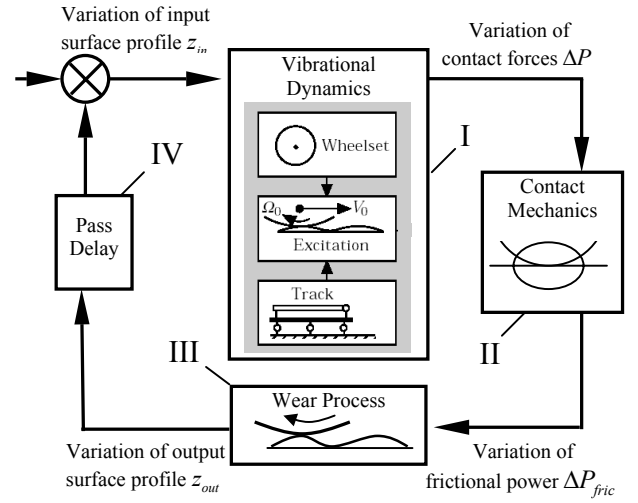 Variation of input
surface profile z_in
Vibrational
Dynamics
Variation of
contact forces ΔP
I
IV
Wheelset
Contact
Mechanics
Pass
Delay
Ω₀
V₀
Excitation
Track
II
III
Wear Process
Variation of output
surface profile z_out
Variation of
frictional power ΔP_fric